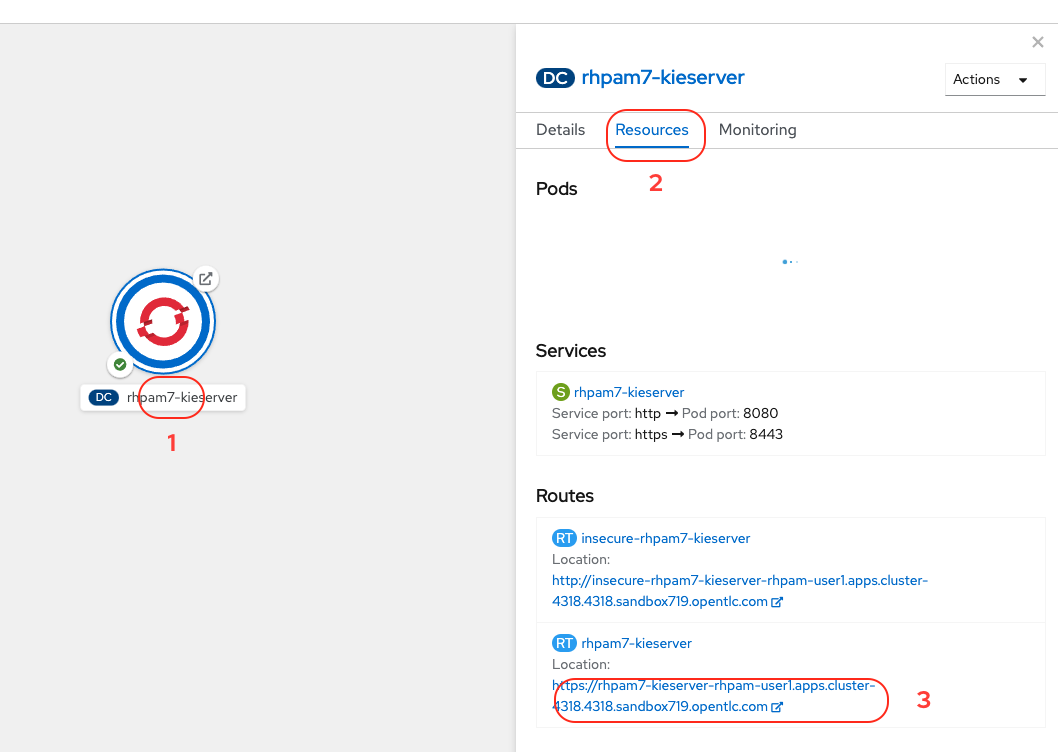 DC rhpam7-kieserver
Actions
Details Resources Monitoring
2
Pods
DC rhpam7-kieserver
1
Services
S rhpam7-kieserver
Service port: http → Pod port: 8080
Service port: https → Pod port: 8443
Routes
RT insecure-rhpam7-kieserver
Location:
http://insecure-rhpam7-kieserver-rhpam-user1.apps.cluster-
4318.4318.sandbox719.opentlc.com
RT rhpam7-kieserver
Location:
https://rhpam7-kieserver-rhpam-user1.apps.cluster-
4318.4318.sandbox719.opentlc.com
3